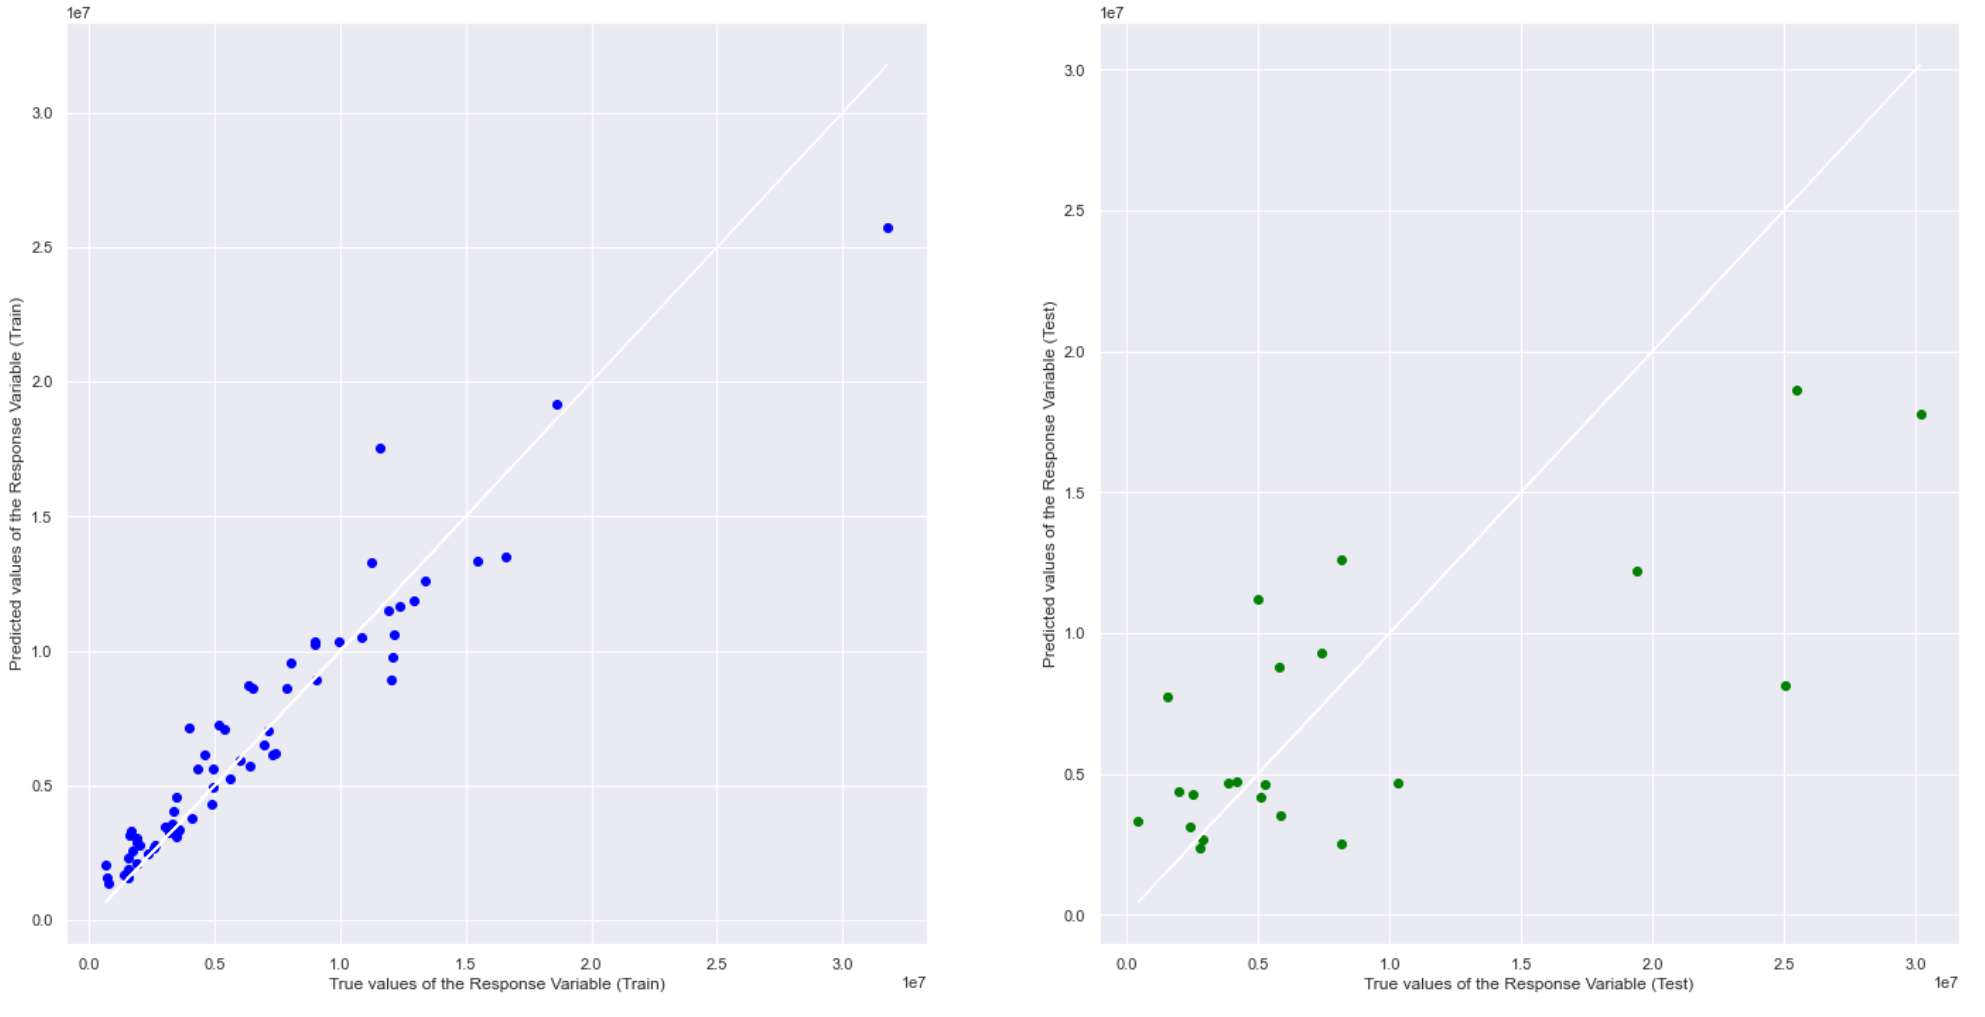 1e7
3.0
2.5
2.0
1.5
1.0
0.5
0.0
Predicted values of the Response Variable (Train)
0.0 0.5 1.0 1.5 2.0 2.5 3.0
True values of the Response Variable (Train)
1e7
1e7
3.0
2.5
2.0
1.5
1.0
0.5
0.0
Predicted values of the Response Variable (Test)
0.0 0.5 1.0 1.5 2.0 2.5 3.0
True values of the Response Variable (Test)
1e7